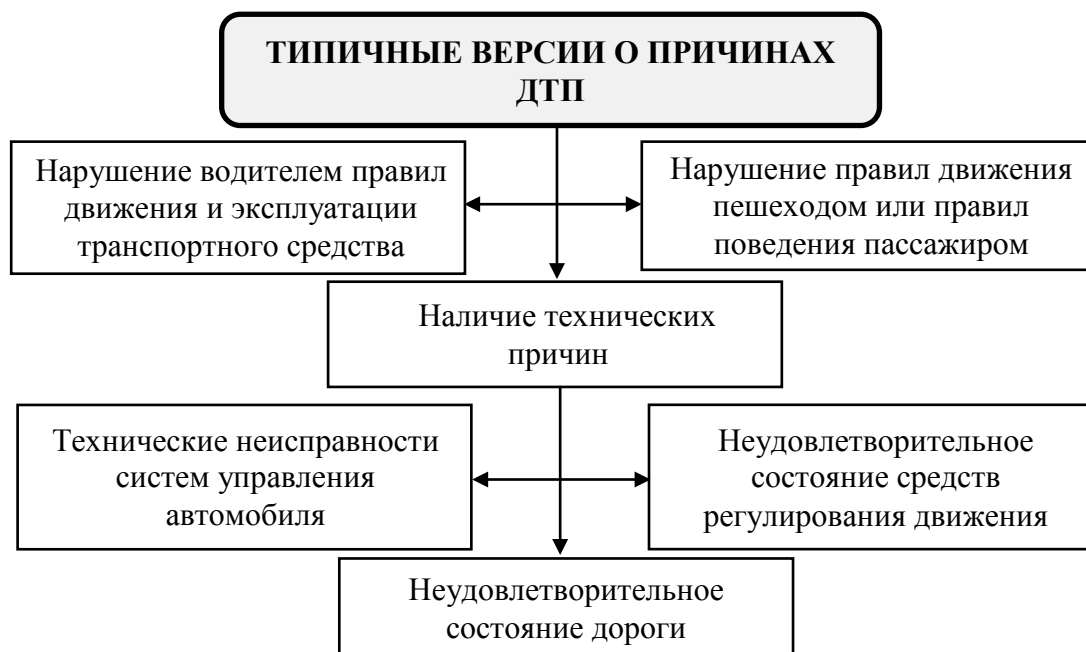 ТИПИЧНЫЕ ВЕРСИИ О ПРИЧИНАХ
ДТП
Нарушение водителем правил
движения и эксплуатации
транспортного средства
Нарушение правил движения
пешеходом или правил
поведения пассажиром
Наличие технических
причин
Технические неисправности
систем управления
автомобиля
Неудовлетворительное
состояние средств
регулирования движения
Неудовлетворительное
состояние дороги